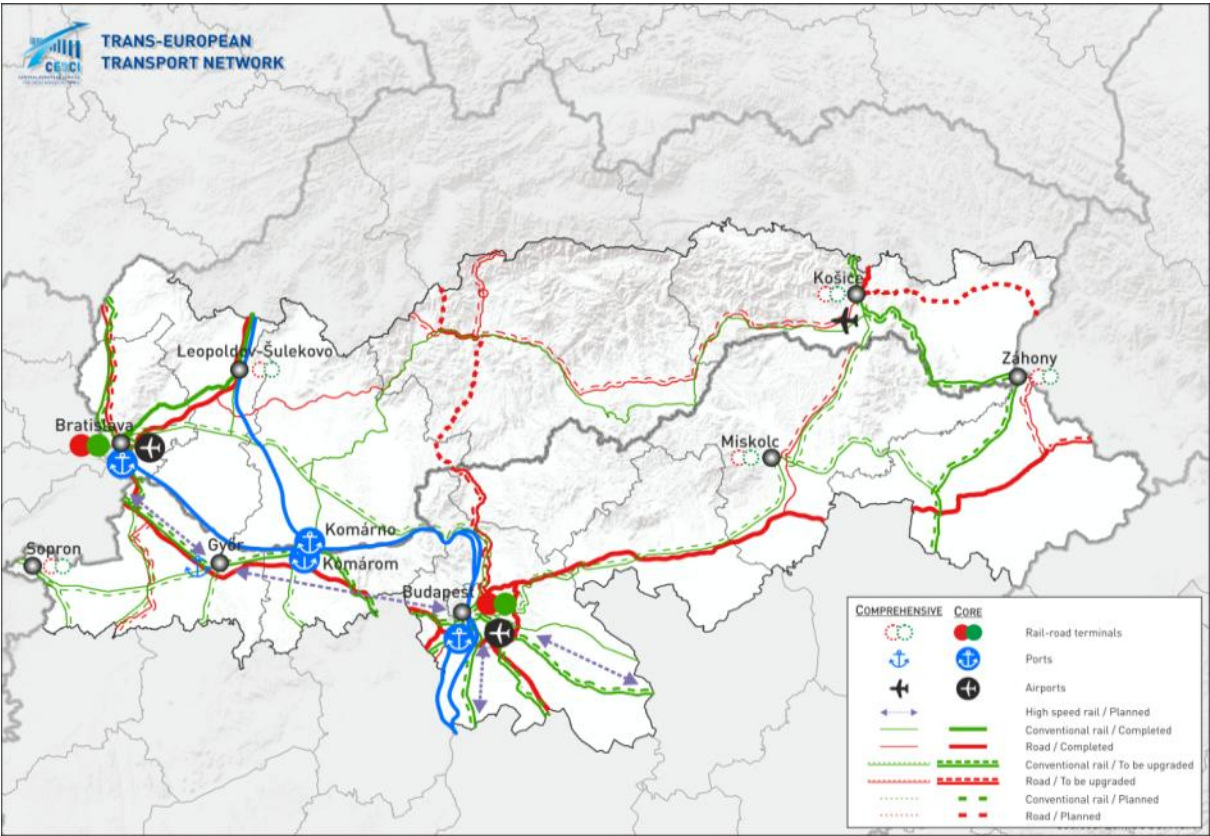 TRANS-EUROPEAN
TRANSPORT NETWORK
CESCI
Košice
Leopoldov-Šulekovo
Záhony
Bratislava
Miskolc
Komárno
Sopron
Győr
Komárom
Budapest
COMPREHENSIVE CORE
Rail-road terminals
Ports
Airports
High speed rail / Planned
Conventional rail / Completed
Road / Completed
Conventional rail / To be upgraded
Road / To be upgraded
Conventional rail / Planned
Road / Planned